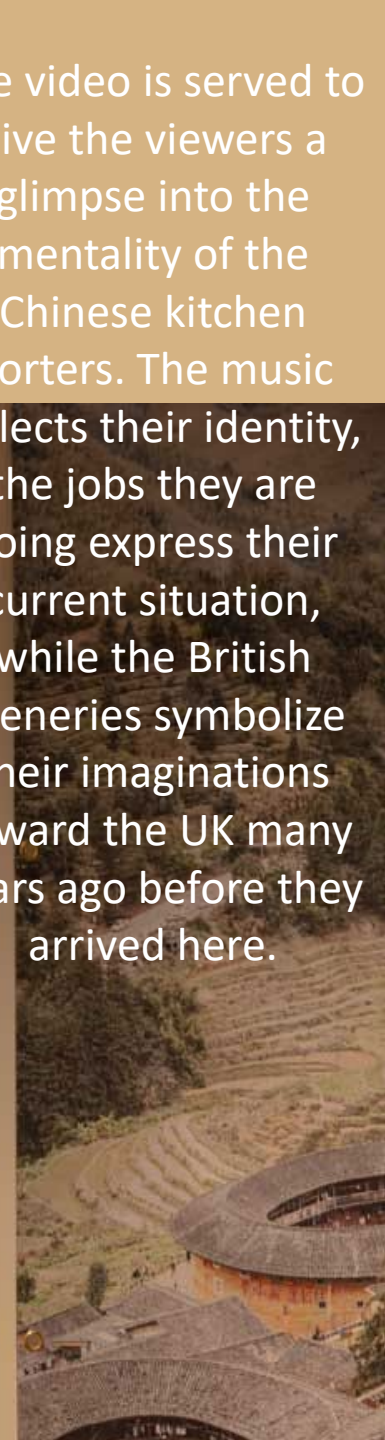 e video is served to
ive the viewers a
glimpse into the
mentality of the
Chinese kitchen
orters. The music
lects their identity,
the jobs they are
oing express their
current situation,
while the British
eneries symbolize
heir imaginations
ward the UK many
ars ago before they
arrived here.